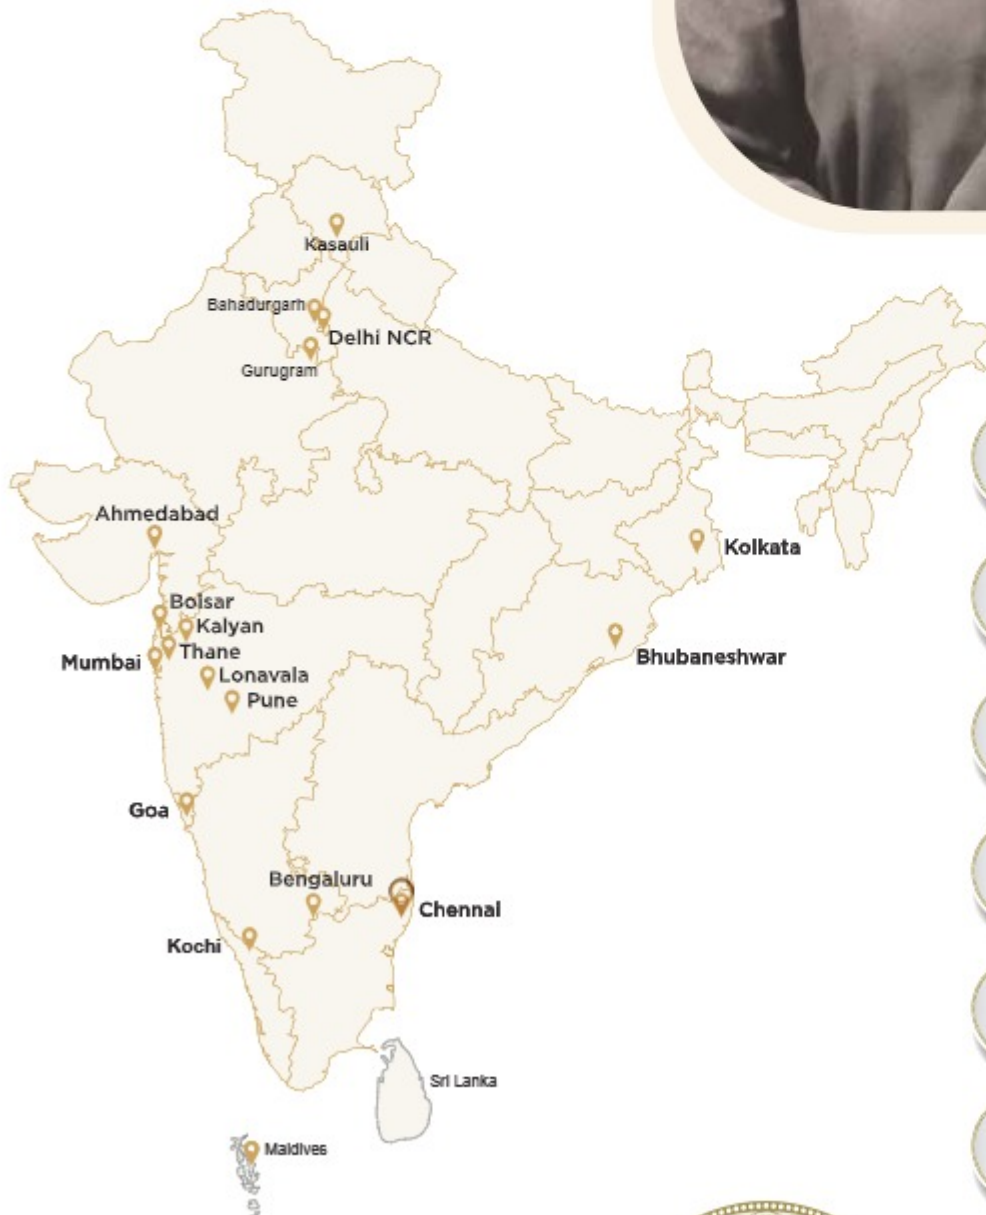 Kasauli
Bahadurgarh
Delhi NCR
Gurugram
Ahmedabad
Kolkata
Boisar
Kalyan
Thane
Mumbai
Bhubaneshwar
Lonavala
Pune
Goa
Bengaluru
Chennai
Kochi
Sri Lanka
Maldives